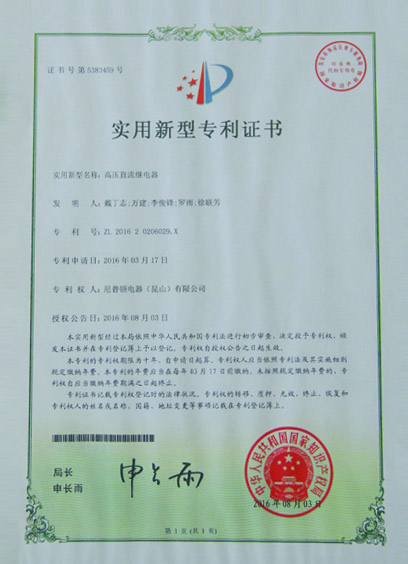 证书号第5383459号
实用新型专利证书
实用新型名称：高压直流继电器
发明人：戴丁志;万建;李俊锋;罗雨;徐联芳
专利号：ZL 2016 2 0206029.X
专利申请日：2016年03月17日
专利权人：尼普顿电器（昆山）有限公司
授权公告日：2016年08月03日
本实用新型经过本局依照中华人民共和国专利法进行初步审查，决定授予专利权，颁
发本证书并在专利登记簿上予以登记。专利权自授权公告之日起生效。
本专利的专利权期限为十年，自申请日起算。专利权人应当依照专利法及其实施细则
规定缴纳年费。本专利的年费应当在每年03月17日前缴纳。未按照规定缴纳年费的，专
利权自应当缴纳年费期满之日起终止。
专利证书记载专利权登记时的法律状况。专利权的转移、质押、无效、终止、恢复和
专利权人的姓名或名称、国籍、地址变更等事项记载在专利登记簿上。
局长
申长雨
申长雨
中华人民共和国国家知识产权局
2016年08月03日
第1页(共1页)